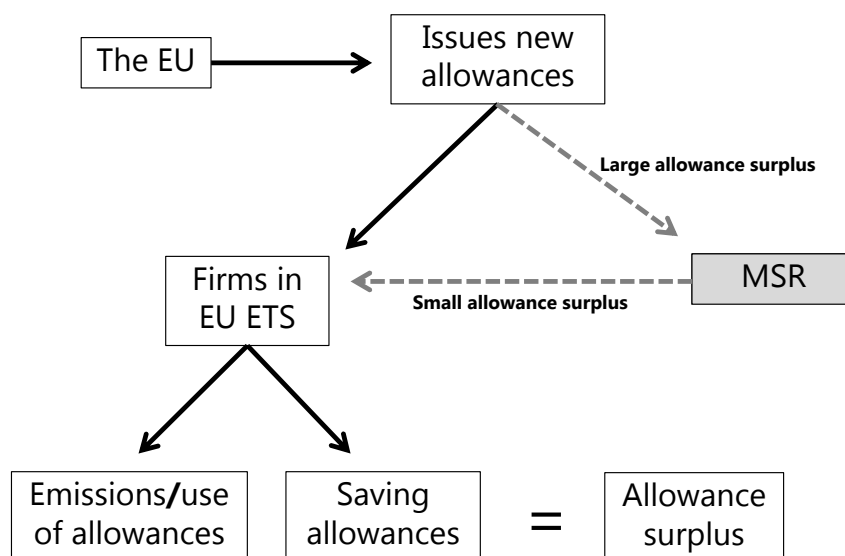 The EU
Issues new
allowances
Large allowance surplus
Firms in
EU ETS
Small allowance surplus
MSR
Emissions/use
of allowances
Saving
allowances
=
Allowance
surplus